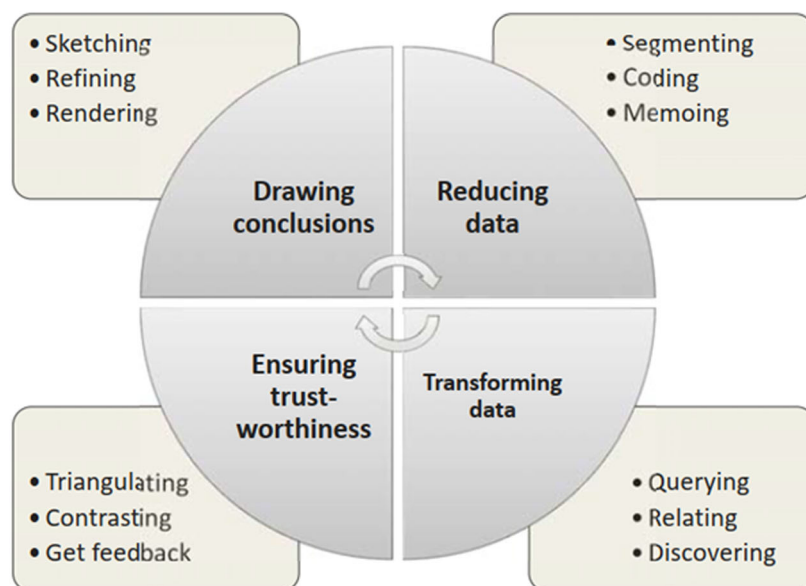 • Sketching
• Refining
• Rendering
• Segmenting
• Coding
• Memoing
Drawing
conclusions
Reducing
data
Ensuring
trust-
worthiness
Transforming
data
• Triangulating
• Contrasting
• Get feedback
• Querying
• Relating
• Discovering